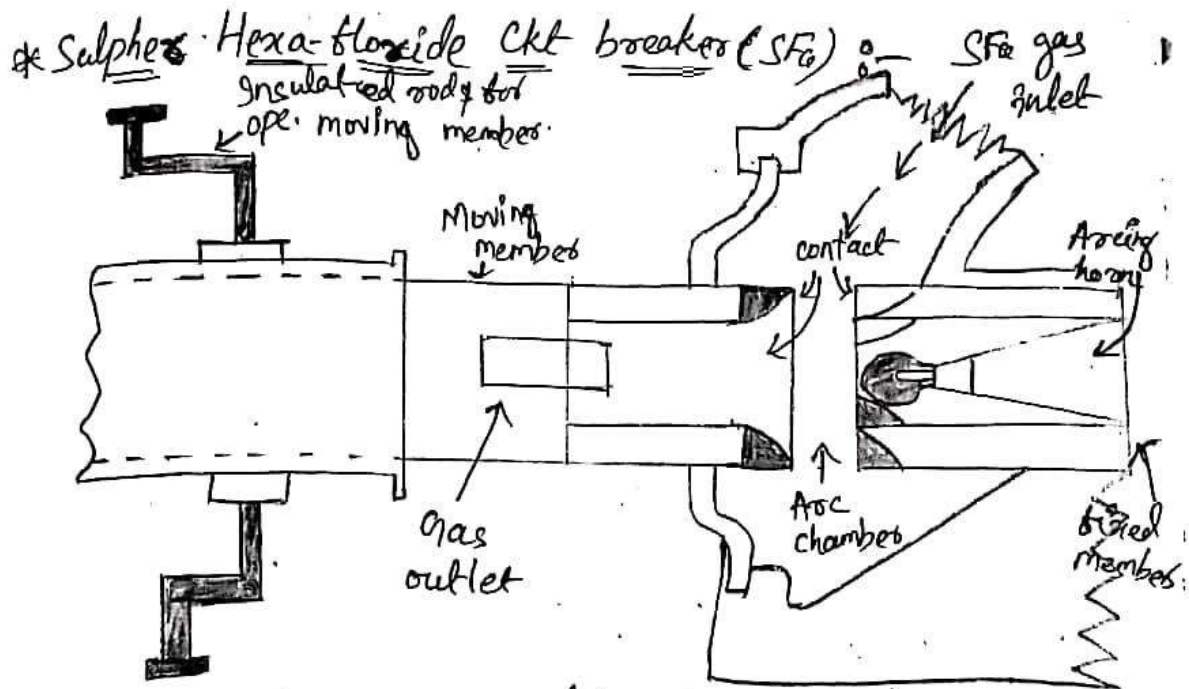 * Sulpher Hexa-floride Ckt breaker (SF6) :-
SF6 gas
inlet
Insulated rods for
ope. moving member.
Moving
member
contact
Arcing
horn
Gas
outlet
Arc
chamber
fixed
member.